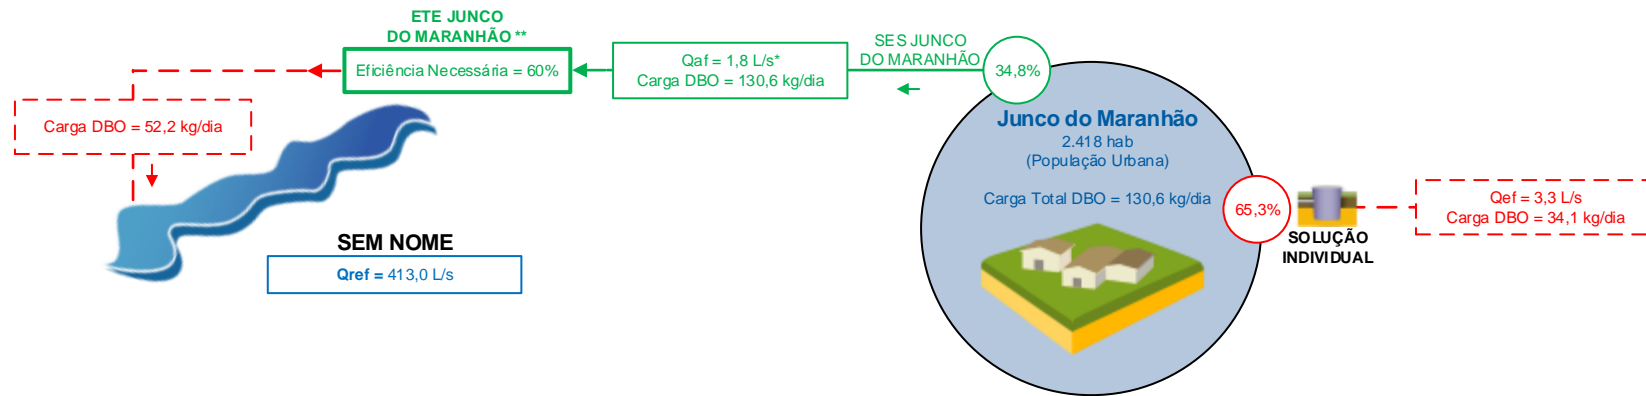 ETE JUNCO
DO MARANHÃO **
Eficiência Necessária = 60%
Qaf = 1,8 L/s*
Carga DBO = 130,6 kg/dia
SES JUNCO
DO MARANHÃO
34,8%
Carga DBO = 52,2 kg/dia
SEM NOME
Qref = 413,0 L/s
Junco do Maranhão
2.418 hab
(População Urbana)
Carga Total DBO = 130,6 kg/dia
65,3%
SOLUÇÃO
INDIVIDUAL
Qef = 3,3 L/s
Carga DBO = 34,1 kg/dia